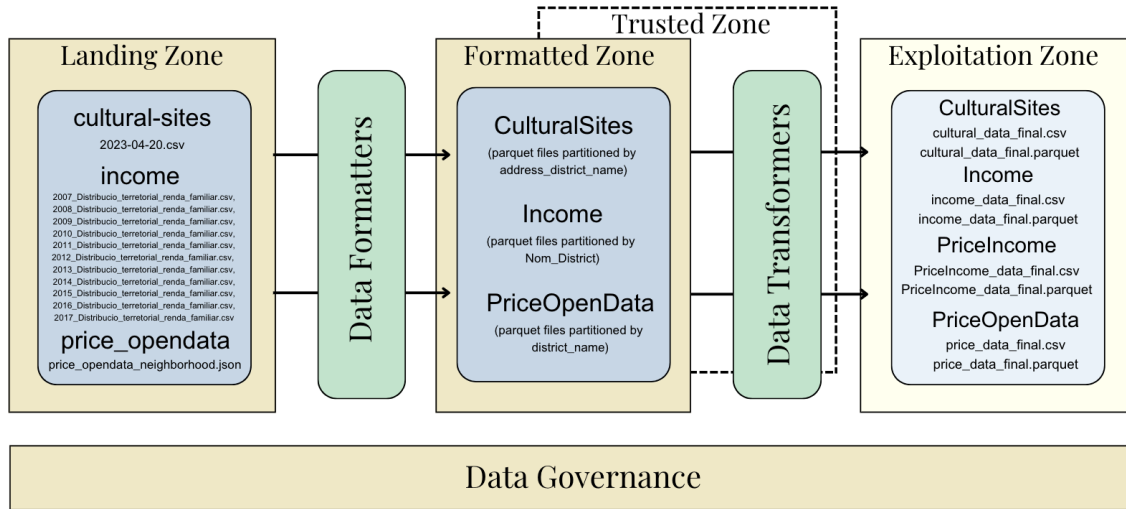 Trusted Zone
Landing Zone
cultural-sites
2023-04-20.csv
income
2007_Distribucio_terretorial_renda_familiar.csv,
2008_Distribucio_terretorial_renda_familiar.csv,
2009_Distribucio_terretorial_renda_familiar.csv,
2010_Distribucio_terretorial_renda_familiar.csv,
2011_Distribucio_terretorial_renda_familiar.csv,
2012_Distribucio_terretorial_renda_familiar.csv,
2013_Distribucio_terretorial_renda_familiar.csv,
2014_Distribucio_terretorial_renda_familiar.csv,
2015_Distribucio_terretorial_renda_familiar.csv,
2016_Distribucio_terretorial_renda_familiar.csv,
2017_Distribucio_terretorial_renda_familiar.csv
price_opendata
price_opendata_neighborhood.json
Data Formatters
Formatted Zone
CulturalSites
(parquet files partitioned by
address_district_name)
Income
(parquet files partitioned by
Nom_District)
PriceOpenData
(parquet files partitioned by
district_name)
Data Transformers
Exploitation Zone
CulturalSites
cultural_data_final.csv
cultural_data_final.parquet
Income
income_data_final.csv
income_data_final.parquet
PriceIncome
PriceIncome_data_final.csv
PriceIncome_data_final.parquet
PriceOpenData
price_data_final.csv
price_data_final.parquet
Data Governance